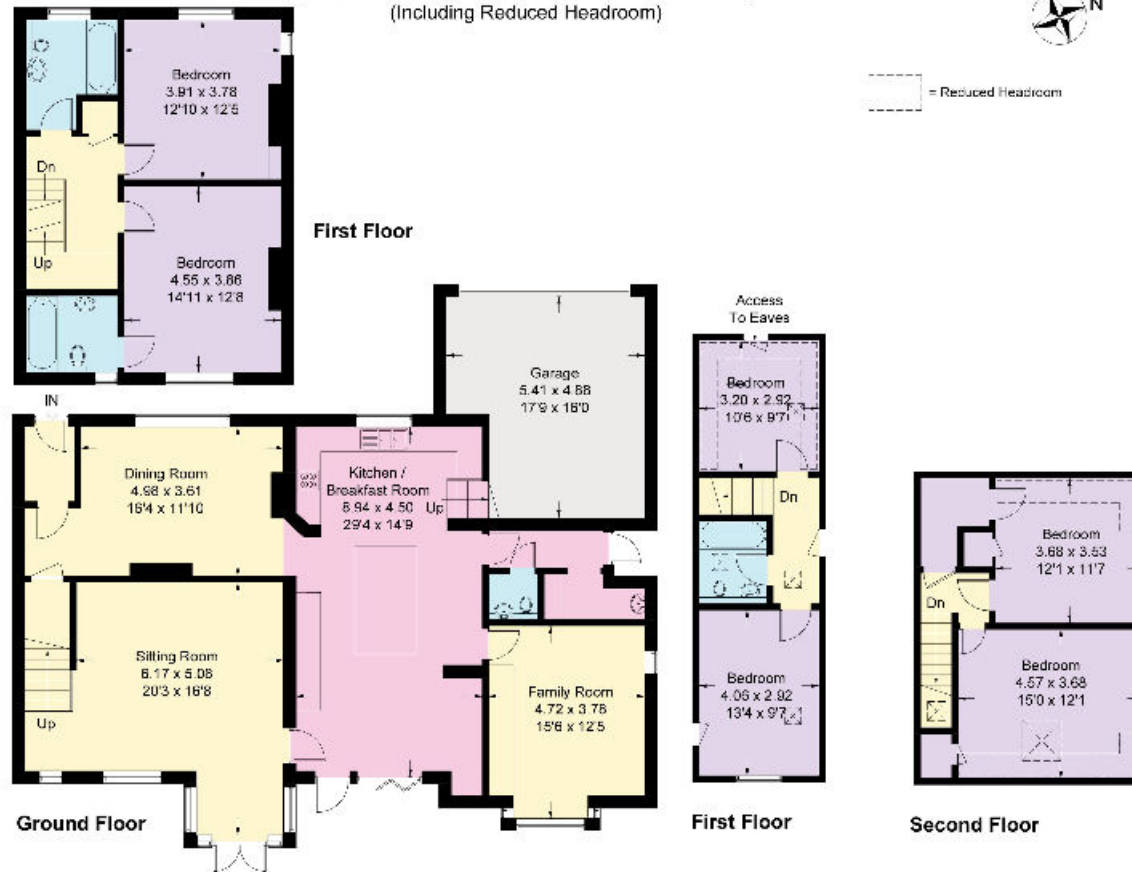 (Including Reduced Headroom)
N
= Reduced Headroom
Bedroom
3.91 x 3.78
12'10 x 12'5
Dn
Up
Bedroom
4.55 x 3.86
14'11 x 12'8
First Floor
IN
Dining Room
4.98 x 3.61
16'4 x 11'10
Kitchen /
Breakfast Room
8.94 x 4.50
29'4 x 14'9
Up
Garage
5.41 x 4.88
17'9 x 16'0
Sitting Room
6.17 x 5.08
20'3 x 16'8
Up
Family Room
4.72 x 3.78
15'6 x 12'5
Ground Floor
Access
To Eaves
Bedroom
3.20 x 2.92
10'6 x 9'7
Dn
Bedroom
4.06 x 2.92
13'4 x 9'7
First Floor
Bedroom
3.68 x 3.53
12'1 x 11'7
Dn
Bedroom
4.57 x 3.68
15'0 x 12'1
Second Floor